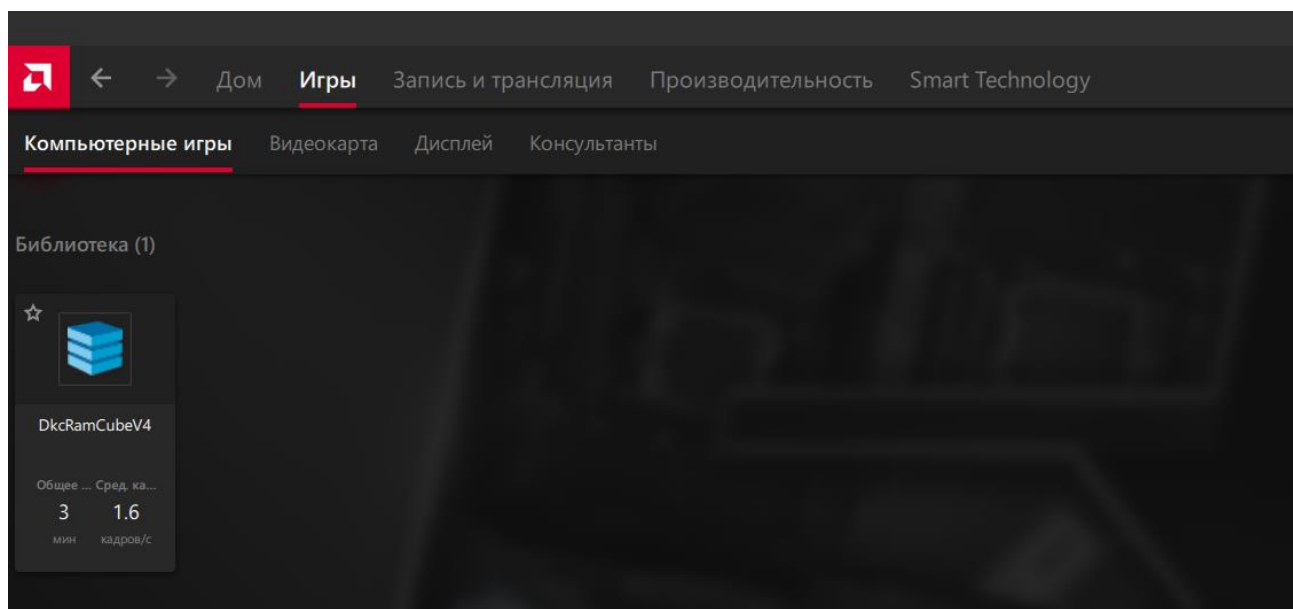 Дом Игры Запись и трансляция Производительность Smart Technology
Компьютерные игры Видеокарта Дисплей Консультанты
Библиотека (1)
DkcRamCubeV4
Общее ... Сред. ка...
3 1.6
мин кадров/с